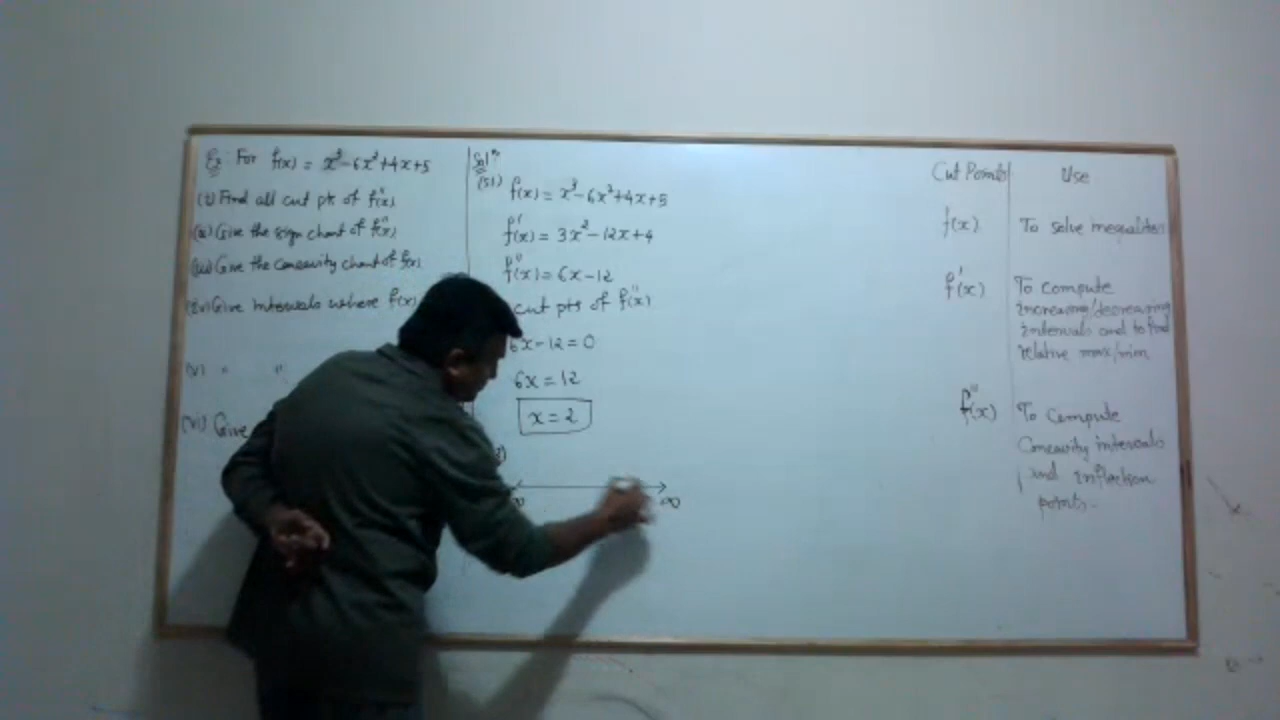 Ex: For f(x) = x³-6x²+4x+5
(i) Find all cut pts of f''(x)
(ii) Give the sign chart of f''(x)
(iii) Give the concavity chart of f(x)
(iv) Give intervals where f(x)
(v) " "
(vi) Give
Solⁿ
(S1) f(x) = x³-6x²+4x+5
f'(x) = 3x²-12x+4
f''(x) = 6x-12
cut pts of f''(x)
6x-12=0
6x = 12
x = 2
∞ ∞
Cut Points Use
f(x) To solve inequalities
f'(x) To compute
increasing/decreasing
intervals and to find
relative max/min
f''(x) To Compute
Concavity intervals
and inflection
points.